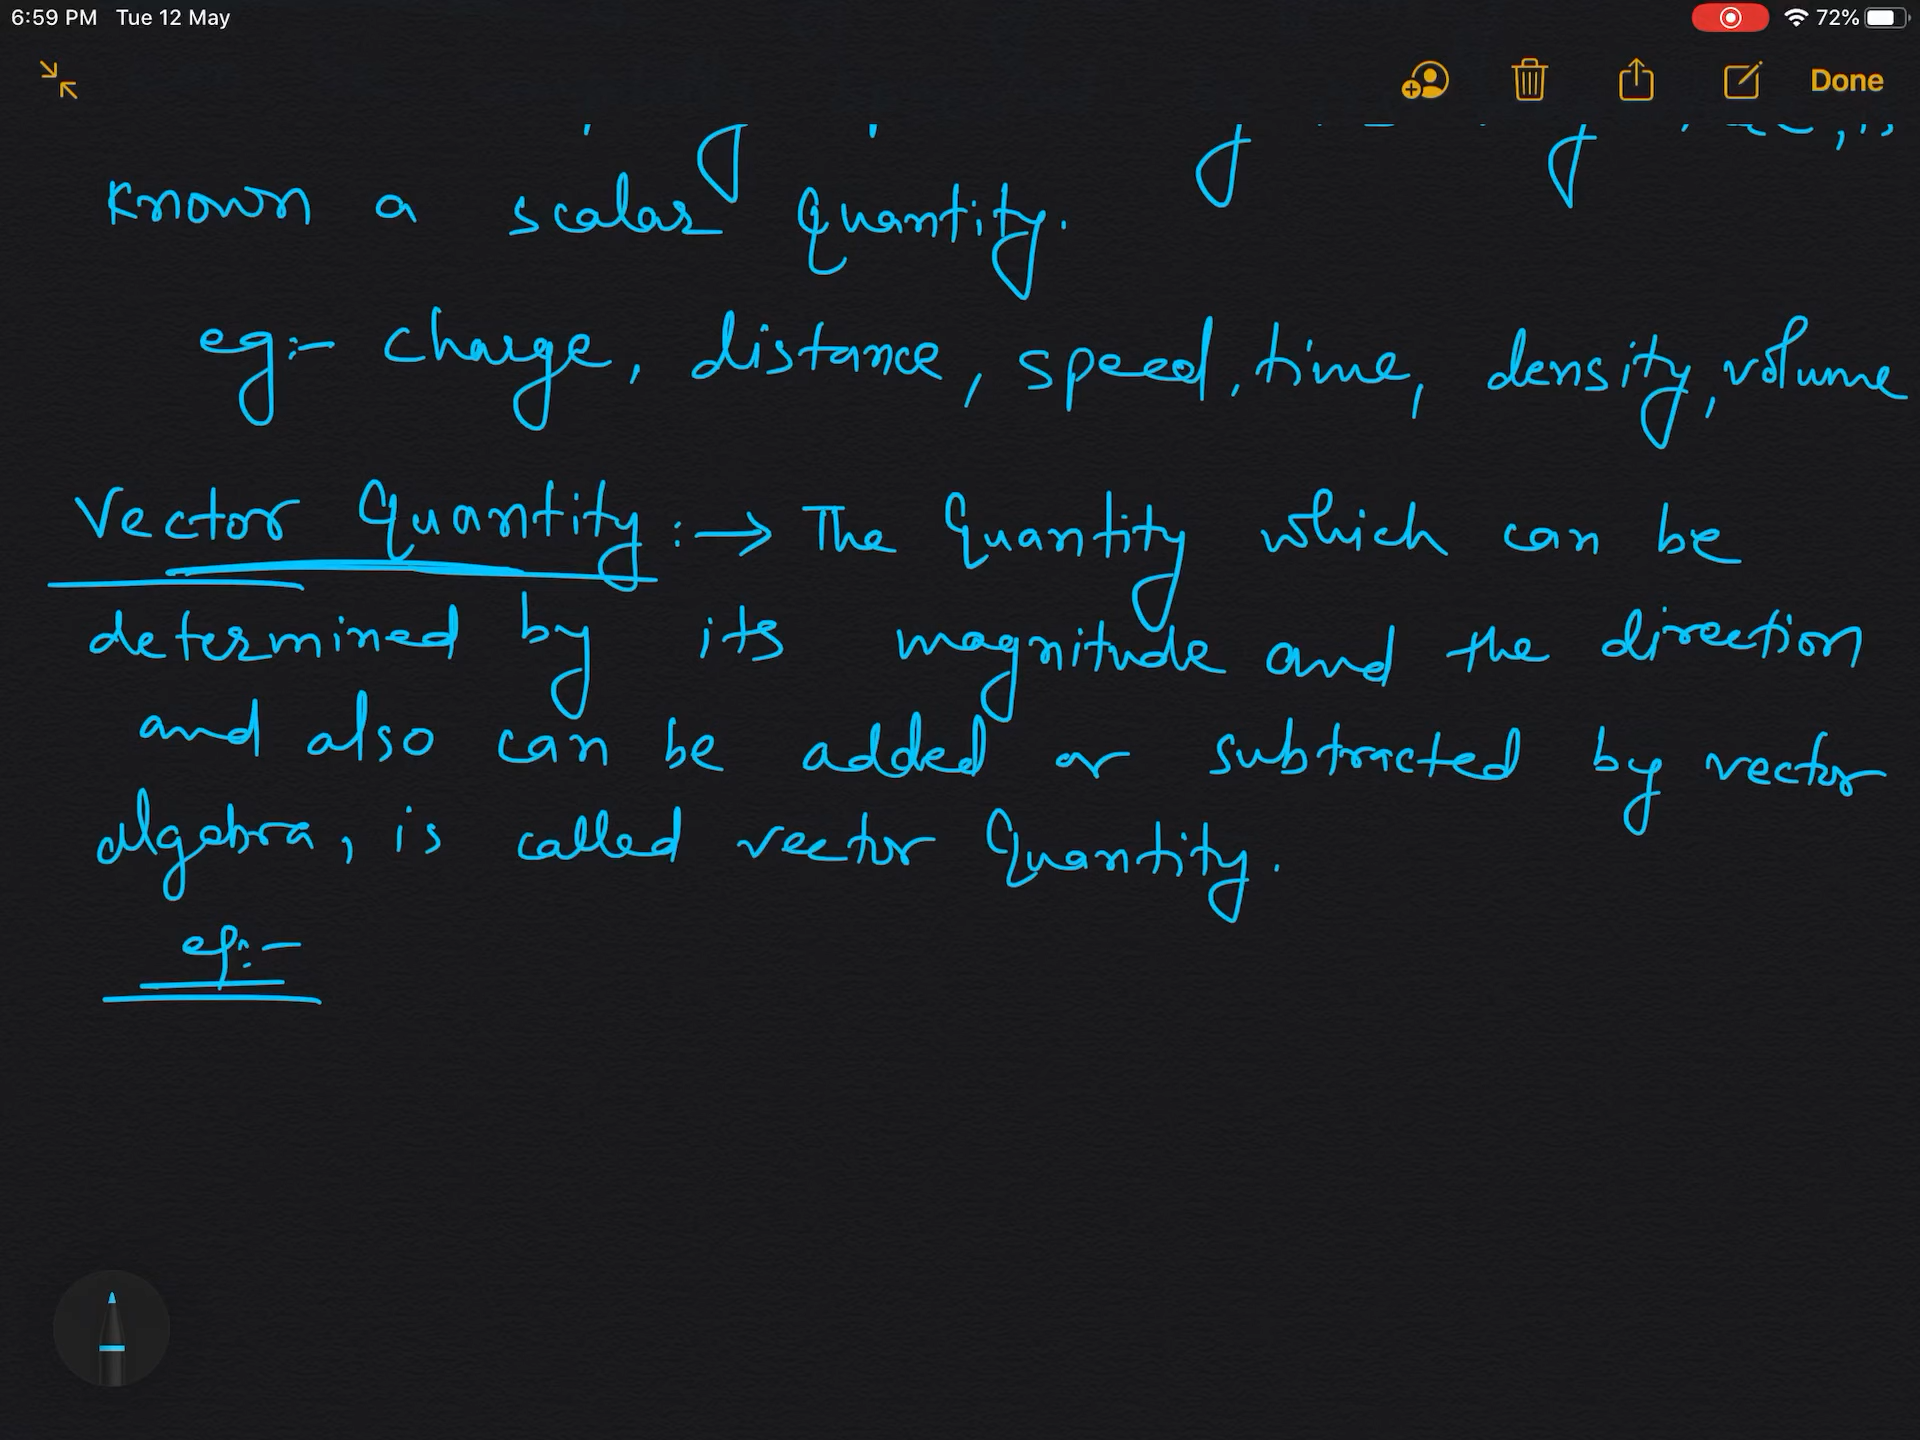 6:59 PM Tue 12 May 72%
Done
known a scalar quantity.
eg:- charge, distance, speed, time, density, volume
Vector Quantity :→ The Quantity which can be
determined by its magnitude and the direction
and also can be added or subtracted by vector
algebra, is called vector Quantity.
eg:-